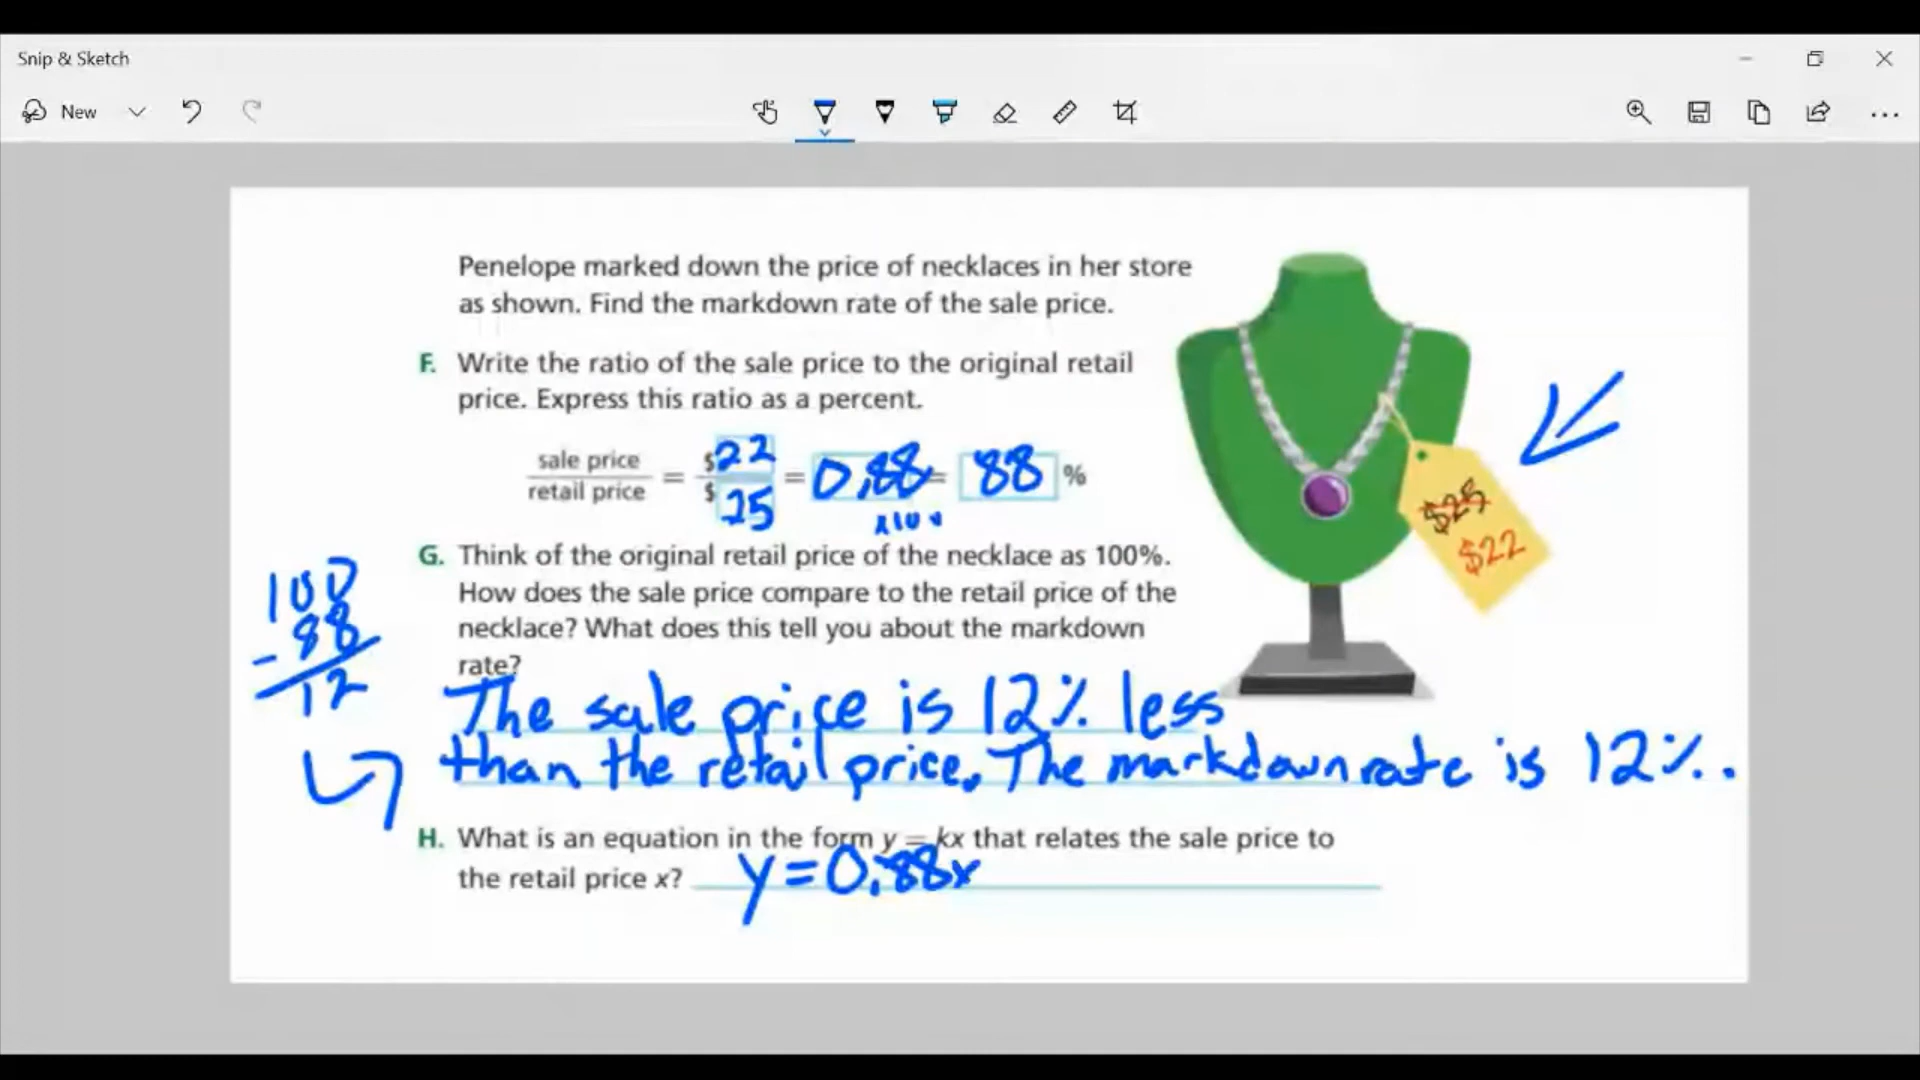 Snip & Sketch
New
Penelope marked down the price of necklaces in her store
as shown. Find the markdown rate of the sale price.
F. Write the ratio of the sale price to the original retail
price. Express this ratio as a percent.
sale price / retail price = $22 / $25 = 0.88 = 88 %
x100
$25
$22
G. Think of the original retail price of the necklace as 100%.
How does the sale price compare to the retail price of the
necklace? What does this tell you about the markdown
rate?
100
- 88
12
The sale price is 12% less
than the retail price. The markdown rate is 12%.
H. What is an equation in the form y = kx that relates the sale price to
the retail price x? y = 0.88x